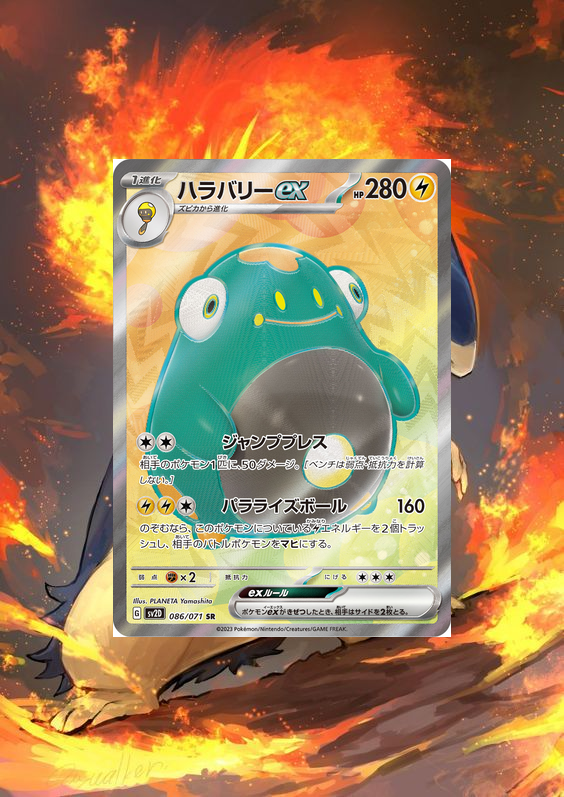 1進化
ハラバリーex
HP 280
ズピカから進化
ジャンププレス
相手のポケモン1匹に、50ダメージ。[ベンチは弱点・抵抗力を計算しない。]
パラライズボール 160
のぞむなら、このポケモンについているエネルギーを2個トラッシュし、相手のバトルポケモンをマヒにする。
弱点 ×2 抵抗力 にげる
Illus. PLANETA Yamashita
exルール
ポケモンexがきぜつしたとき、相手はサイドを2枚とる。
G sv2D 086/071 SR
©2023 Pokémon/Nintendo/Creatures/GAME FREAK.